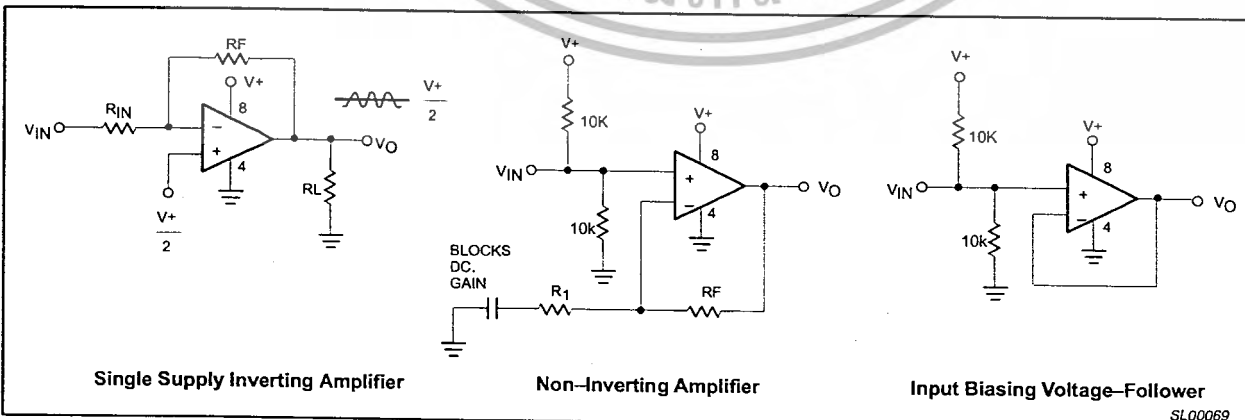 RF
V+
8
RIN
VIN
−
+
4
V+
2
VO
RL
V+
2
Single Supply Inverting Amplifier
V+
10K
V+
8
VIN
+
−
4
VO
10k
BLOCKS
DC.
GAIN
R1
RF
Non–Inverting Amplifier
V+
10K
V+
8
VIN
+
−
4
VO
10k
Input Biasing Voltage–Follower
SL00069